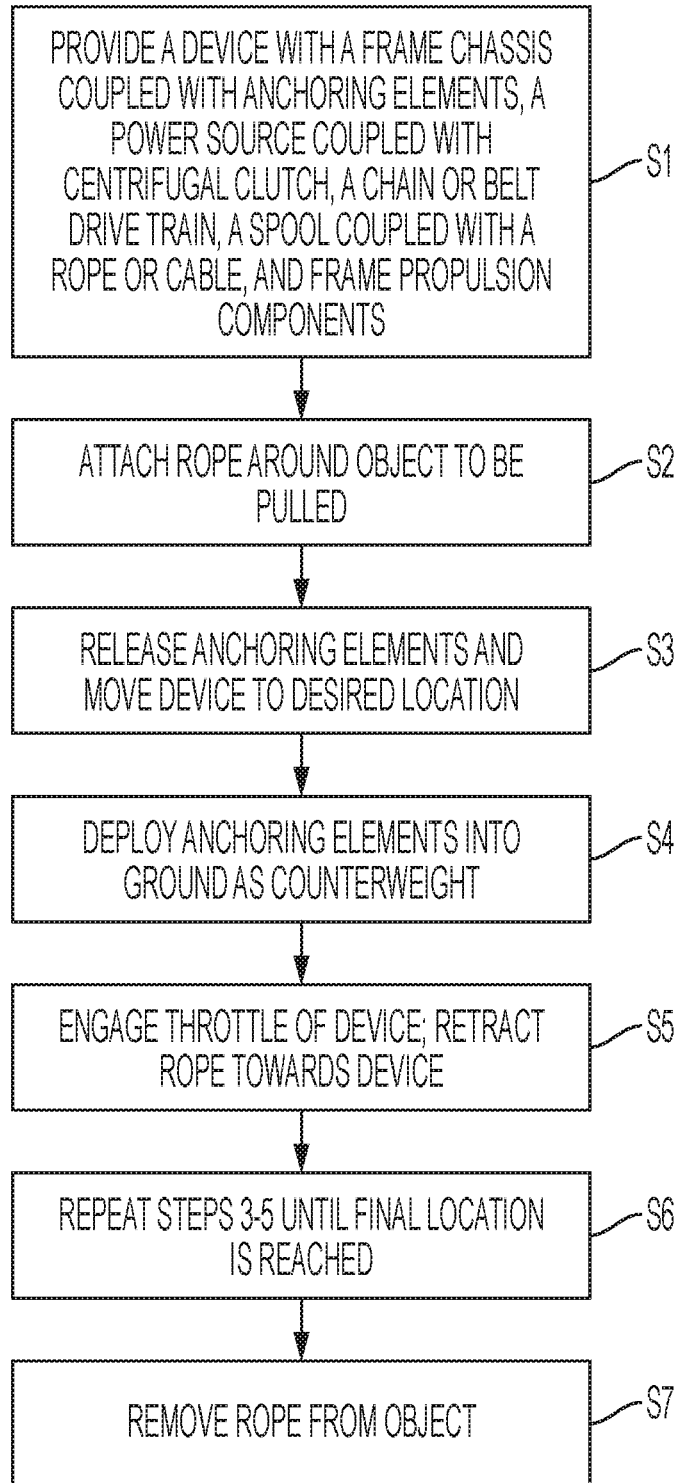 PROVIDE A DEVICE WITH A FRAME CHASSIS
COUPLED WITH ANCHORING ELEMENTS, A
POWER SOURCE COUPLED WITH
CENTRIFUGAL CLUTCH, A CHAIN OR BELT
DRIVE TRAIN, A SPOOL COUPLED WITH A
ROPE OR CABLE, AND FRAME PROPULSION
COMPONENTS
S1
ATTACH ROPE AROUND OBJECT TO BE
PULLED
S2
RELEASE ANCHORING ELEMENTS AND
MOVE DEVICE TO DESIRED LOCATION
S3
DEPLOY ANCHORING ELEMENTS INTO
GROUND AS COUNTERWEIGHT
S4
ENGAGE THROTTLE OF DEVICE; RETRACT
ROPE TOWARDS DEVICE
S5
REPEAT STEPS 3-5 UNTIL FINAL LOCATION
IS REACHED
S6
REMOVE ROPE FROM OBJECT
S7